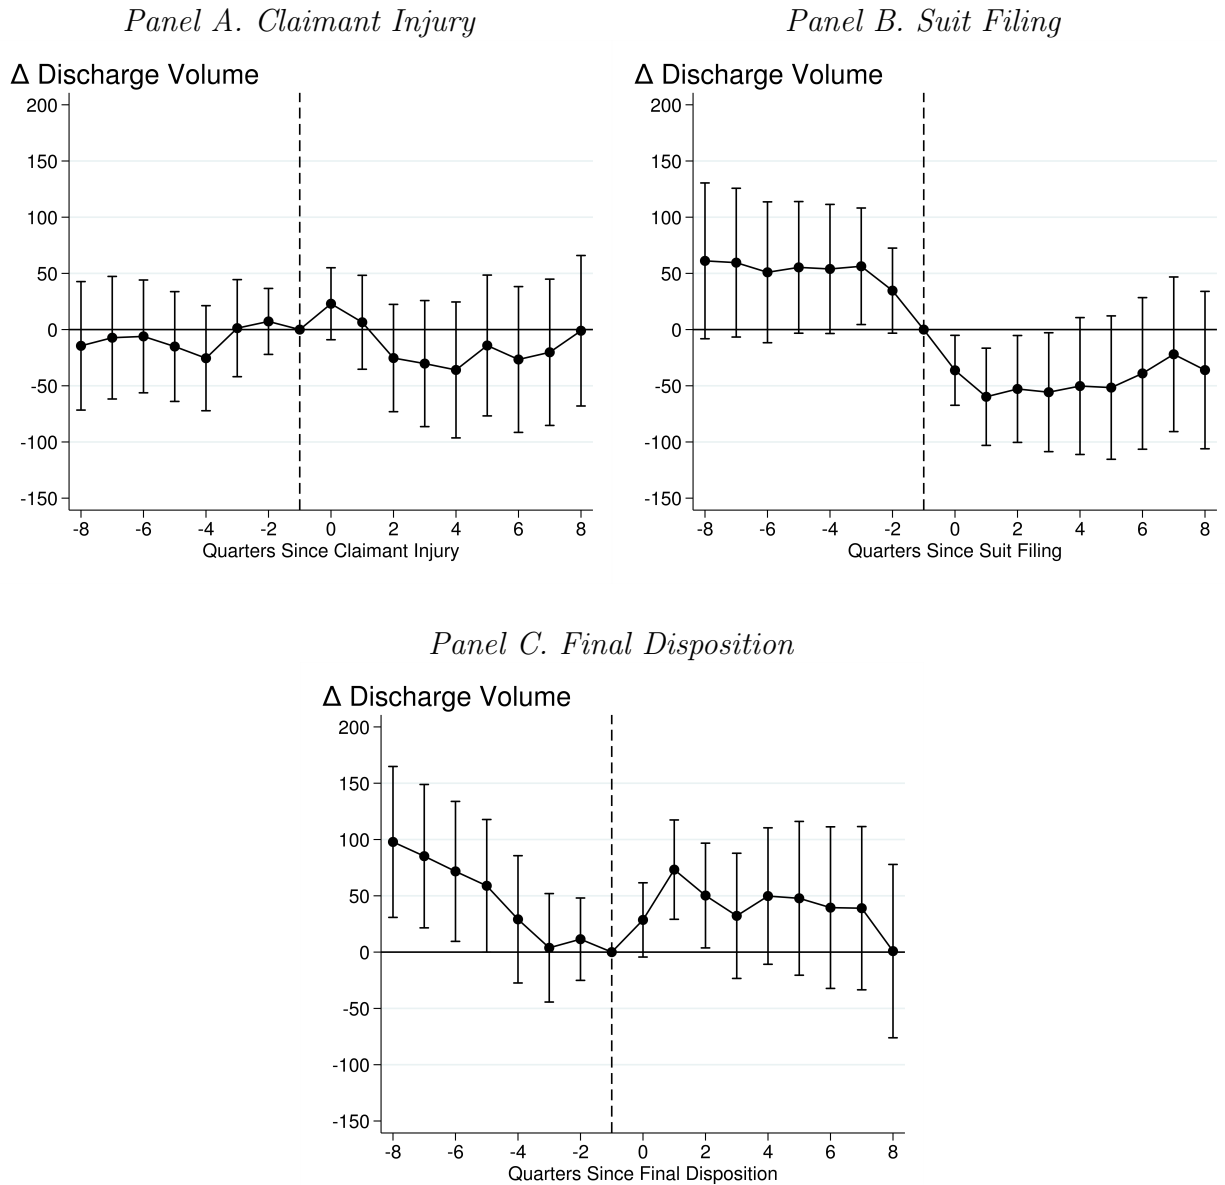 Panel A. Claimant Injury
Δ Discharge Volume
200
150
100
50
0
-50
-100
-150
-8 -6 -4 -2 0 2 4 6 8
Quarters Since Claimant Injury
Panel B. Suit Filing
Δ Discharge Volume
200
150
100
50
0
-50
-100
-150
-8 -6 -4 -2 0 2 4 6 8
Quarters Since Suit Filing
Panel C. Final Disposition
Δ Discharge Volume
200
150
100
50
0
-50
-100
-150
-8 -6 -4 -2 0 2 4 6 8
Quarters Since Final Disposition